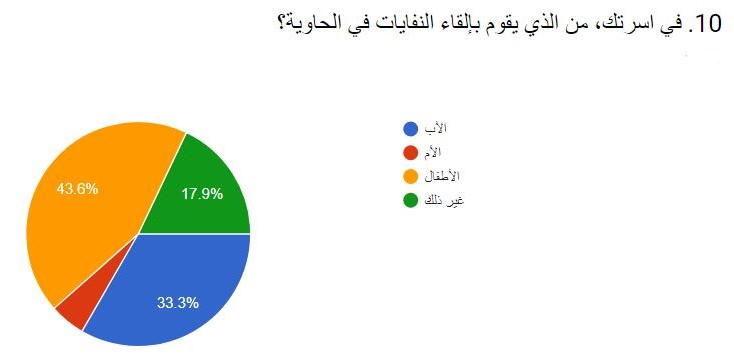 10. في اسرتك، من الذي يقوم بإلقاء النفايات في الحاوية؟
الأب
الأم
الأطفال
غير ذلك
43.6%
17.9%
33.3%